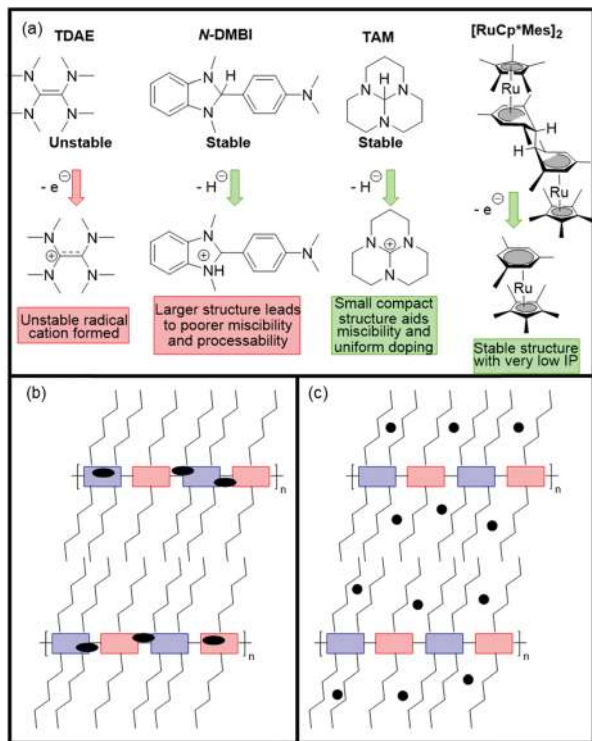 (a)
TDAE
N-DMBI
TAM
[RuCp*Mes]2
N
N
N
N
N
H
N
N
H
N
N
N
Ru
H
H
Ru
Unstable
Stable
Stable
- e⊖
- H⊖
- H⊖
- e⊖
N
N
N
N
⊕
N
⊕
NH
N
N
⊕
N
N
Ru
Unstable radical
cation formed
Larger structure leads
to poorer miscibility
and processability
Small compact
structure aids
miscibility and
uniform doping
Stable structure
with very low IP
(b)
n
n
(c)
n
n